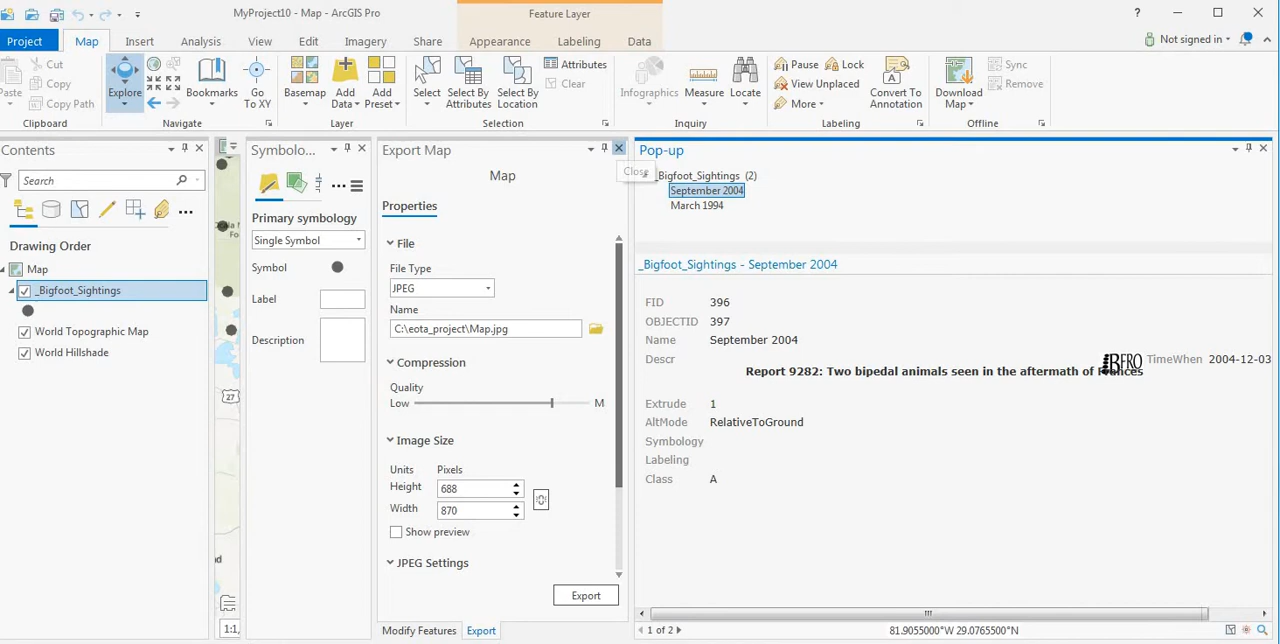 MyProject10 - Map - ArcGIS Pro
Feature Layer
?
Project
Map
Insert
Analysis
View
Edit
Imagery
Share
Appearance
Labeling
Data
Not signed in
Paste
Cut
Copy
Copy Path
Clipboard
Explore
Bookmarks
Go To XY
Navigate
Basemap
Add Data
Add Preset
Layer
Select
Select By Attributes
Select By Location
Attributes
Clear
Selection
Infographics
Measure
Locate
Inquiry
Pause
Lock
View Unplaced
More
Convert To Annotation
Labeling
Download Map
Sync
Remove
Offline
Contents
Search
Drawing Order
Map
_Bigfoot_Sightings
World Topographic Map
World Hillshade
27
1:1,
Symbolo...
Primary symbology
Single Symbol
Symbol
Label
Description
Export Map
Close
Map
Properties
File
File Type
JPEG
Name
C:\eota_project\Map.jpg
Compression
Quality
Low
M
Image Size
Units
Pixels
Height
688
Width
870
Show preview
JPEG Settings
Export
Modify Features
Export
Pop-up
_Bigfoot_Sightings (2)
September 2004
March 1994
_Bigfoot_Sightings - September 2004
FID 396
OBJECTID 397
Name September 2004
Descr
BFRO
TimeWhen 2004-12-03
Report 9282: Two bipedal animals seen in the aftermath of Frances
Extrude 1
AltMode RelativeToGround
Symbology
Labeling
Class A
1 of 2
81.9055000°W 29.0765500°N